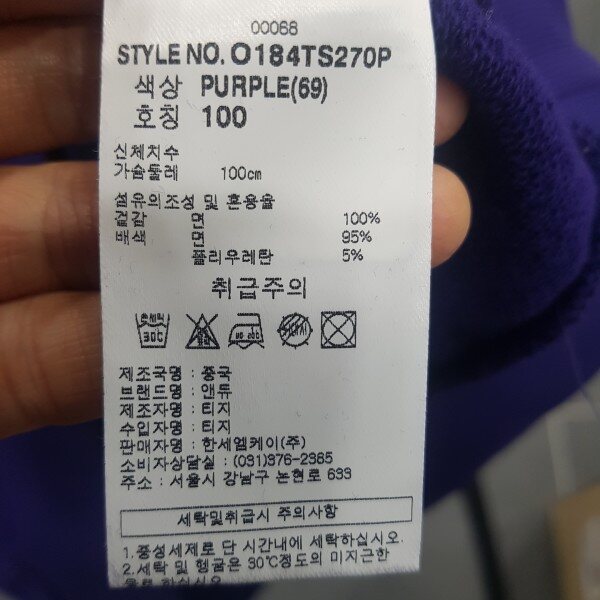 00068
STYLE NO. O184TS270P
색상 PURPLE(69)
호칭 100
신체치수
가슴둘레 100cm
섬유의조성 및 혼용율
겉감 모 100%
배색 모 95%
폴리우레탄 5%
취급주의
손세탁 30℃
제조국명 : 중국
브랜드명 : 앤듀
제조자명 : 티지
수입자명 : 티지
판매자명 : 한세엠케이(주)
소비자상담실 : (031)376-2385
주소 : 서울시 강남구 논현로 633
세탁및취급시 주의사항
1.중성세제로 단 시간내에 세탁하십시오.
2.세탁 및 헹굼은 30℃정도의 미지근한